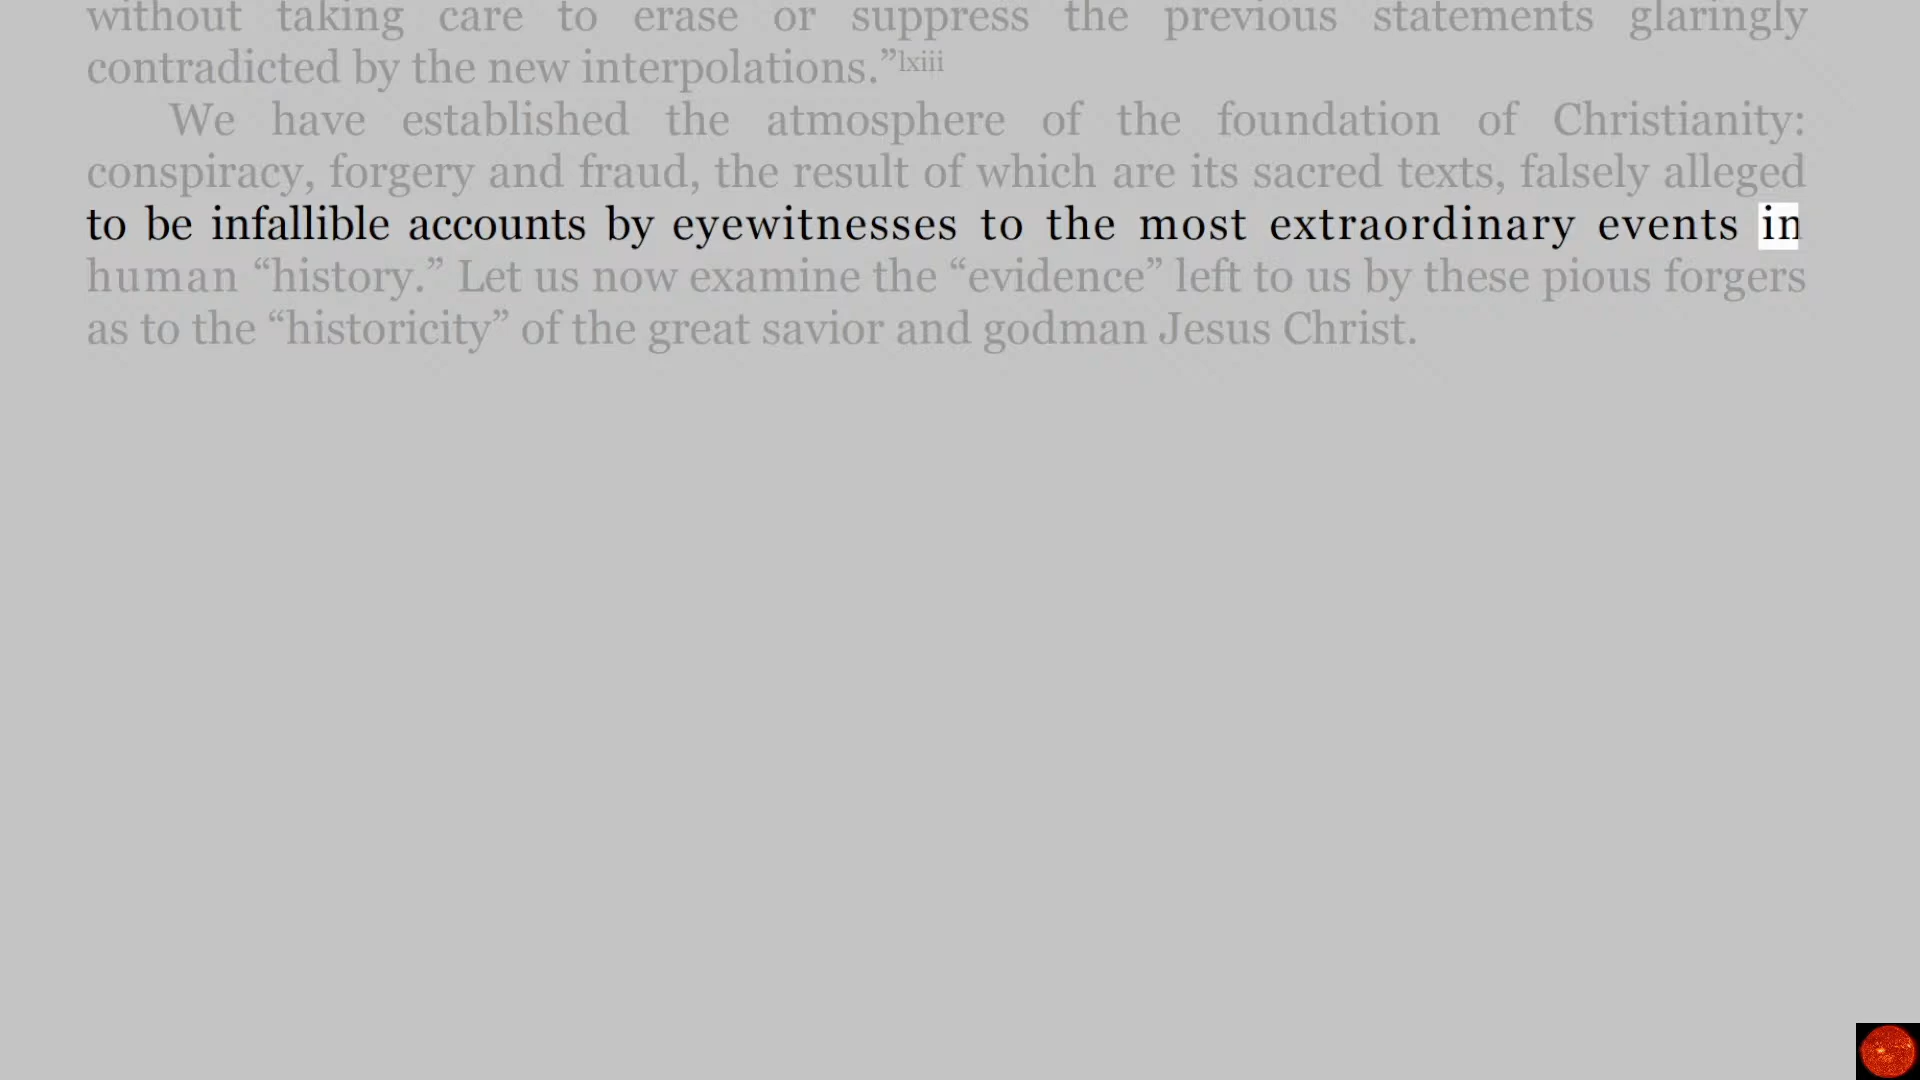 without taking care to erase or suppress the previous statements glaringly
contradicted by the new interpolations.”lxiii
We have established the atmosphere of the foundation of Christianity:
conspiracy, forgery and fraud, the result of which are its sacred texts, falsely alleged
to be infallible accounts by eyewitnesses to the most extraordinary events in
human “history.” Let us now examine the “evidence” left to us by these pious forgers
as to the “historicity” of the great savior and godman Jesus Christ.